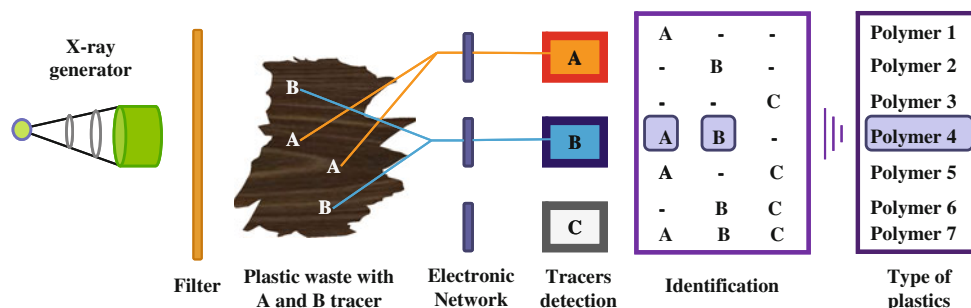 X-ray
generator
B
A
A
B
A
B
C
A - -
- B -
- - C
A B -
A - C
- B C
A B C
Polymer 1
Polymer 2
Polymer 3
Polymer 4
Polymer 5
Polymer 6
Polymer 7
Filter
Plastic waste with
A and B tracer
Electronic
Network
Tracers
detection
Identification
Type of
plastics